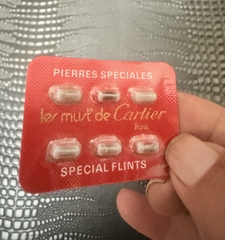 PIERRES SPÉCIALES
les must de Cartier
Paris
SPECIAL FLINTS